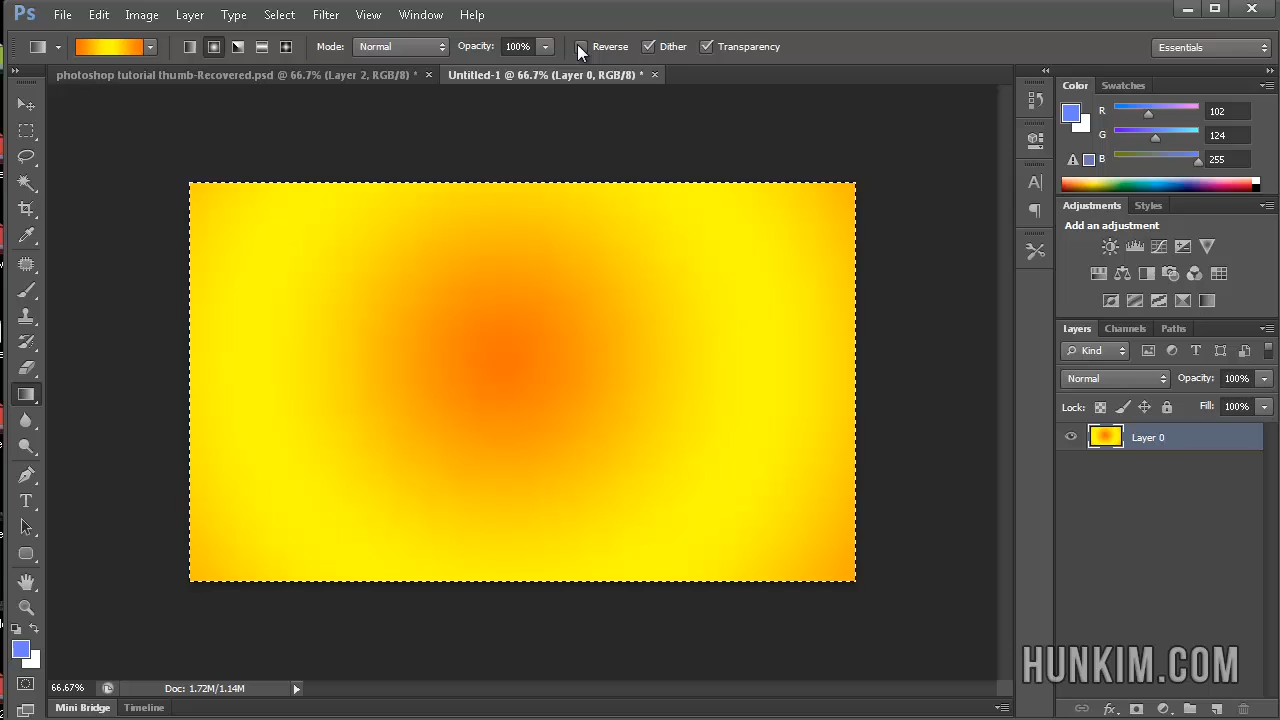 Ps File Edit Image Layer Type Select Filter View Window Help
Mode: Normal Opacity: 100% Reverse Dither Transparency Essentials
photoshop tutorial thumb-Recovered.psd @ 66.7% (Layer 2, RGB/8) * × Untitled-1 @ 66.7% (Layer 0, RGB/8) * ×
Color Swatches
R 102
G 124
B 255
Adjustments Styles
Add an adjustment
Layers Channels Paths
Kind
Normal Opacity: 100%
Lock: Fill: 100%
Layer 0
HUNKIM.COM
66.67% Doc: 1.72M/1.14M
Mini Bridge Timeline